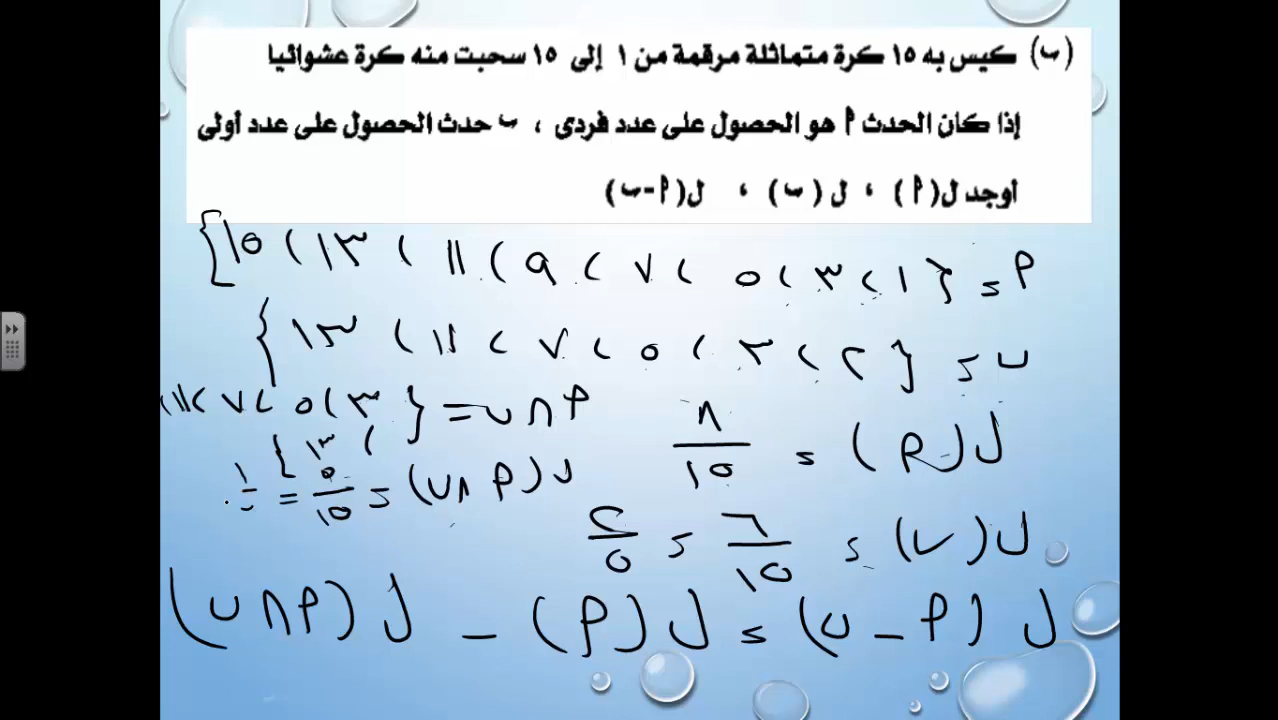 (ب) كيس به ١٥ كرة متماثلة مرقمة من ١ إلى ١٥ سحبت منه كرة عشوائيا
إذا كان الحدث أ هو الحصول على عدد فردى ، ب حدث الحصول على عدد أولى
أوجد ل(أ) ، ل(ب) ، ل(أ-ب)
أ = {١ ، ٣ ، ٥ ، ٧ ، ٩ ، ١١ ، ١٣ ، ١٥}
ب = {٢ ، ٣ ، ٥ ، ٧ ، ١١ ، ١٣}
أ ∩ ب = {٣ ، ٥ ، ٧ ، ١١ ، ١٣}
ل(أ) = ٨/١٥
ل(أ ∩ ب) = ٥/١٥ = ١/٣
ل(ب) = ٦/١٥ = ٢/٥
ل(أ - ب) = ل(أ) - ل(أ ∩ ب)